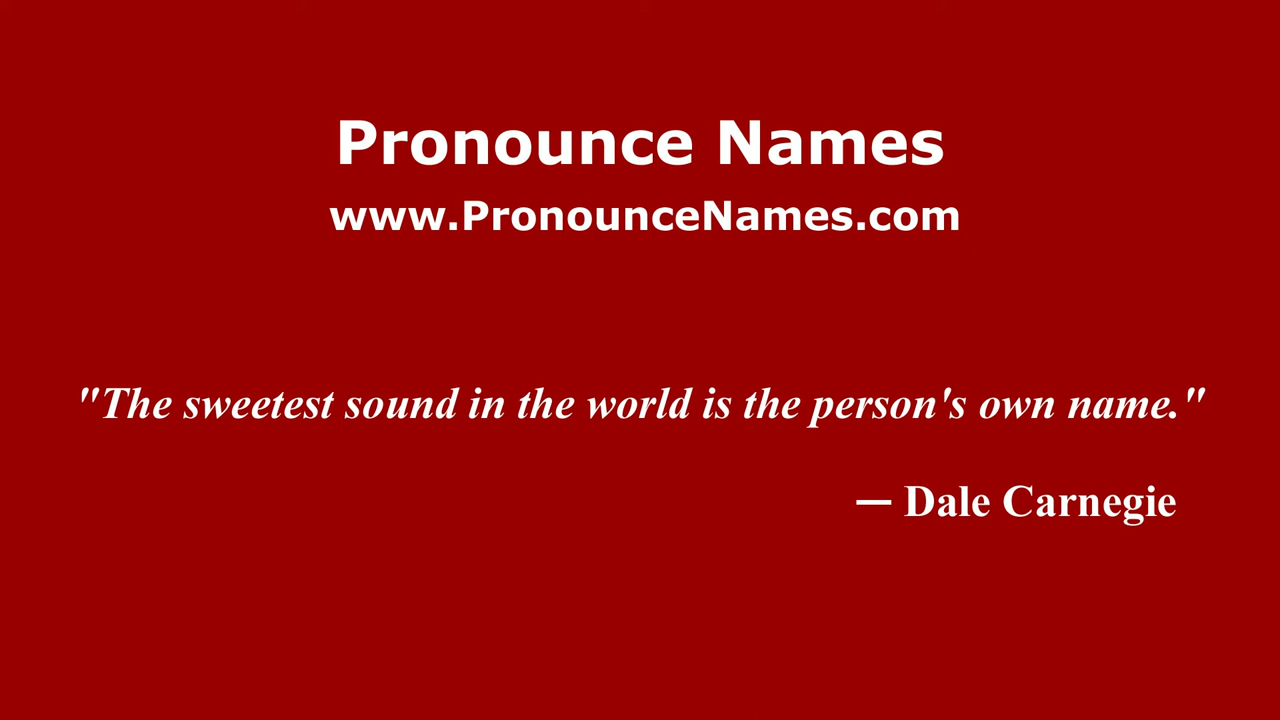 Pronounce Names
www.PronounceNames.com
"The sweetest sound in the world is the person's own name."
— Dale Carnegie